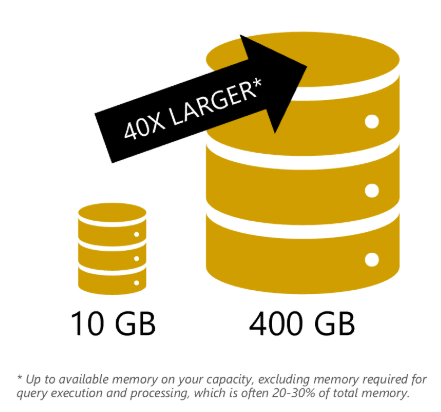 40X LARGER*
10 GB
400 GB
* Up to available memory on your capacity, excluding memory required for
query execution and processing, which is often 20-30% of total memory.